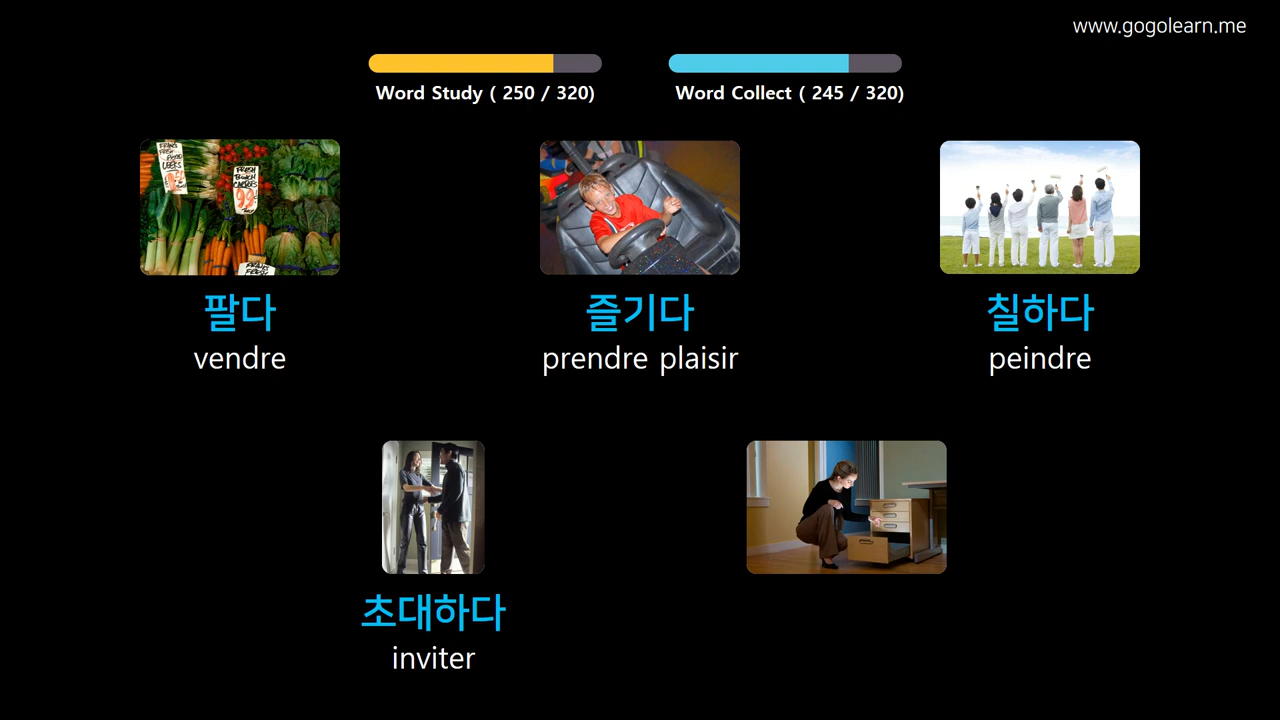 www.gogolearn.me
Word Study ( 250 / 320)
Word Collect ( 245 / 320)
팔다
vendre
즐기다
prendre plaisir
칠하다
peindre
초대하다
inviter